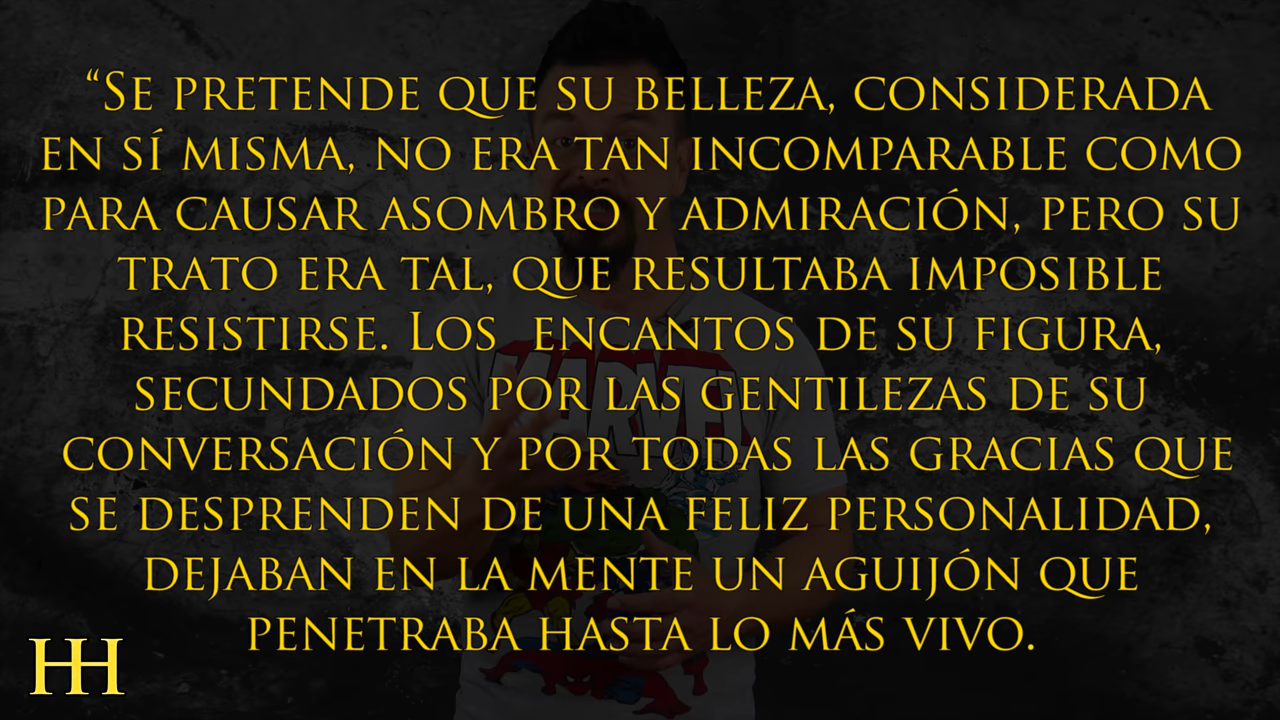 “Se pretende que su belleza, considerada
en sí misma, no era tan incomparable como
para causar asombro y admiración, pero su
trato era tal, que resultaba imposible
resistirse. Los encantos de su figura,
secundados por las gentilezas de su
conversación y por todas las gracias que
se desprenden de una feliz personalidad,
dejaban en la mente un aguijón que
penetraba hasta lo más vivo.
MARVEL
HH